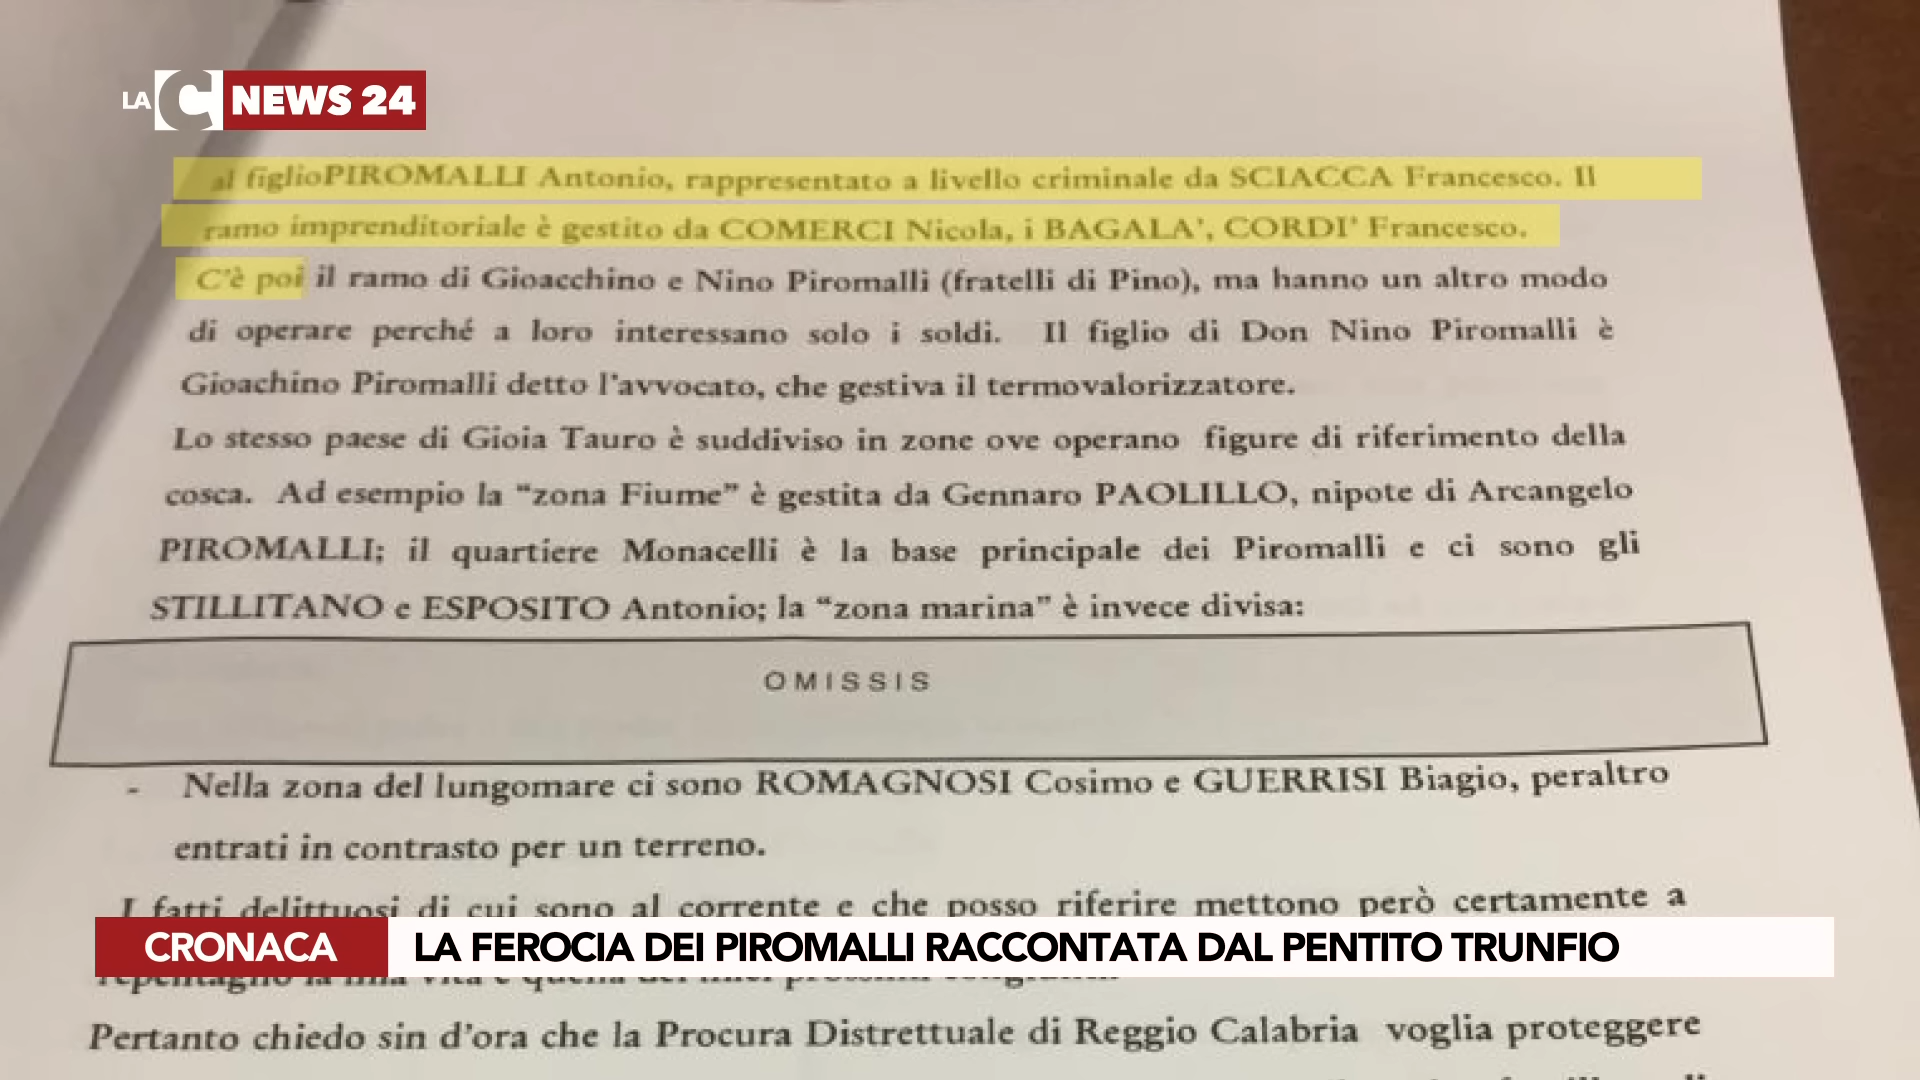 LA C NEWS 24
al figlioPIROMALLI Antonio, rappresentato a livello criminale da SCIACCA Francesco. Il
ramo imprenditoriale è gestito da COMERCI Nicola, i BAGALA', CORDI' Francesco.
C'è poi il ramo di Gioacchino e Nino Piromalli (fratelli di Pino), ma hanno un altro modo
di operare perché a loro interessano solo i soldi. Il figlio di Don Nino Piromalli è
Gioachino Piromalli detto l'avvocato, che gestiva il termovalorizzatore.
Lo stesso paese di Gioia Tauro è suddiviso in zone ove operano figure di riferimento della
cosca. Ad esempio la "zona Fiume" è gestita da Gennaro PAOLILLO, nipote di Arcangelo
PIROMALLI; il quartiere Monacelli è la base principale dei Piromalli e ci sono gli
STILLITANO e ESPOSITO Antonio; la "zona marina" è invece divisa:
OMISSIS
- Nella zona del lungomare ci sono ROMAGNOSI Cosimo e GUERRISI Biagio, peraltro
entrati in contrasto per un terreno.
I fatti delittuosi di cui sono al corrente e che posso riferire mettono però certamente a
CRONACA LA FEROCIA DEI PIROMALLI RACCONTATA DAL PENTITO TRUNFIO
Pertanto chiedo sin d'ora che la Procura Distrettuale di Reggio Calabria voglia proteggere